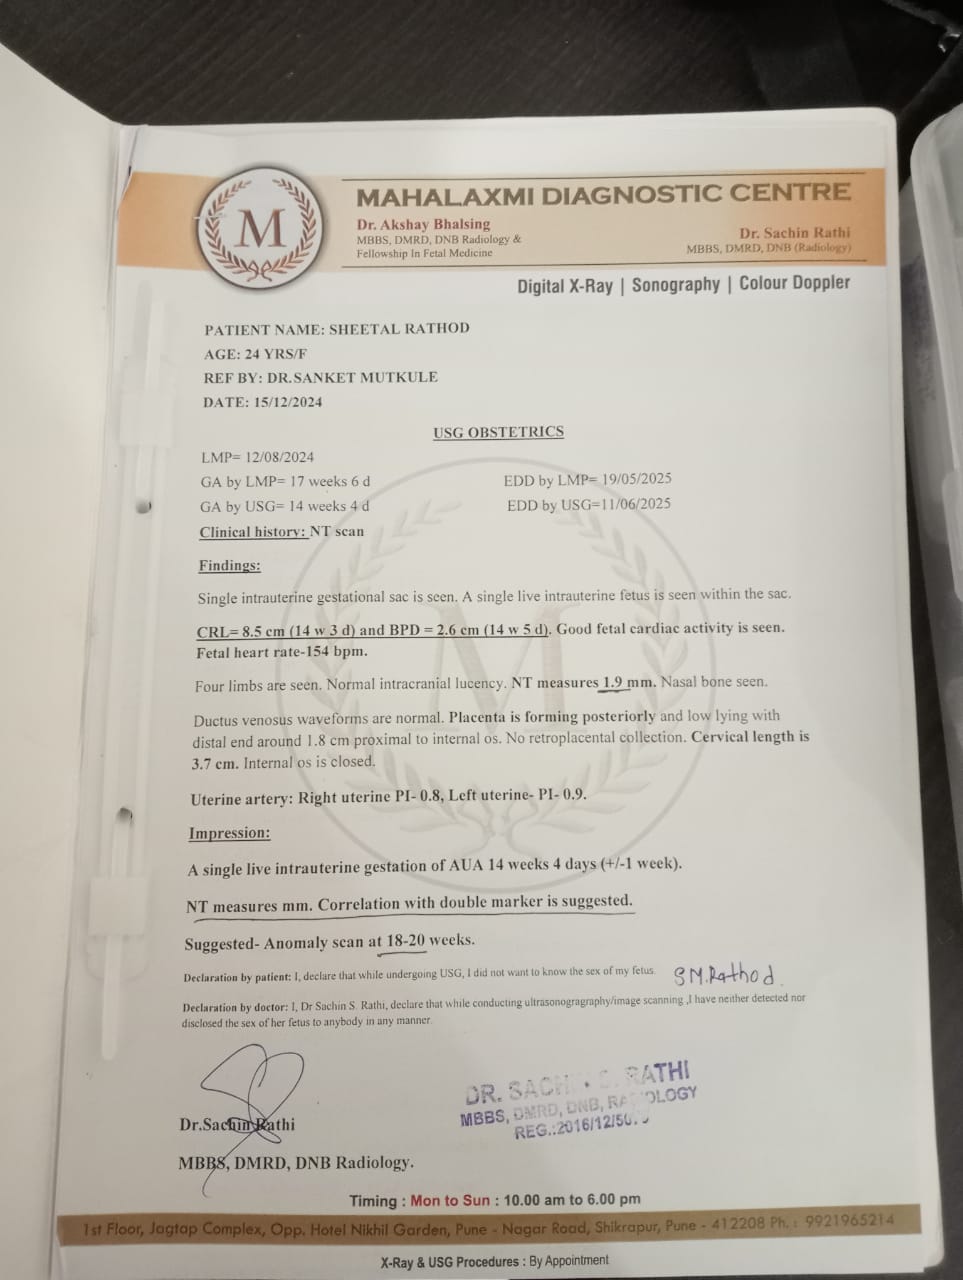 M
MAHALAXMI DIAGNOSTIC CENTRE
Dr. Akshay Bhalsing
MBBS, DMRD, DNB Radiology &
Fellowship In Fetal Medicine
Dr. Sachin Rathi
MBBS, DMRD, DNB (Radiology)
Digital X-Ray | Sonography | Colour Doppler
PATIENT NAME: SHEETAL RATHOD
AGE: 24 YRS/F
REF BY: DR.SANKET MUTKULE
DATE: 15/12/2024
USG OBSTETRICS
LMP= 12/08/2024
GA by LMP= 17 weeks 6 d EDD by LMP= 19/05/2025
GA by USG= 14 weeks 4 d EDD by USG=11/06/2025
Clinical history: NT scan
Findings:
Single intrauterine gestational sac is seen. A single live intrauterine fetus is seen within the sac.
CRL= 8.5 cm (14 w 3 d) and BPD = 2.6 cm (14 w 5 d). Good fetal cardiac activity is seen.
Fetal heart rate-154 bpm.
Four limbs are seen. Normal intracranial lucency. NT measures 1.9 mm. Nasal bone seen.
Ductus venosus waveforms are normal. Placenta is forming posteriorly and low lying with
distal end around 1.8 cm proximal to internal os. No retroplacental collection. Cervical length is
3.7 cm. Internal os is closed.
Uterine artery: Right uterine PI- 0.8, Left uterine- PI- 0.9.
Impression:
A single live intrauterine gestation of AUA 14 weeks 4 days (+/-1 week).
NT measures mm. Correlation with double marker is suggested.
Suggested- Anomaly scan at 18-20 weeks.
Declaration by patient: I, declare that while undergoing USG, I did not want to know the sex of my fetus. S M.Rathod.
Declaration by doctor: I, Dr Sachin S. Rathi, declare that while conducting ultrasonogragraphy/image scanning ,I have neither detected nor
disclosed the sex of her fetus to anybody in any manner.
DR. RATHI
MBBS, DMRD, DNB,
REG.:2016/12/
Dr.Sachin Rathi
MBBS, DMRD, DNB Radiology.
Timing : Mon to Sun : 10.00 am to 6.00 pm
1st Floor, Jagtap Complex, Opp. Hotel Nikhil Garden, Pune - Nagar Road, Shikrapur, Pune - 412208 Ph. : 9921965214
X-Ray & USG Procedures : By Appointment